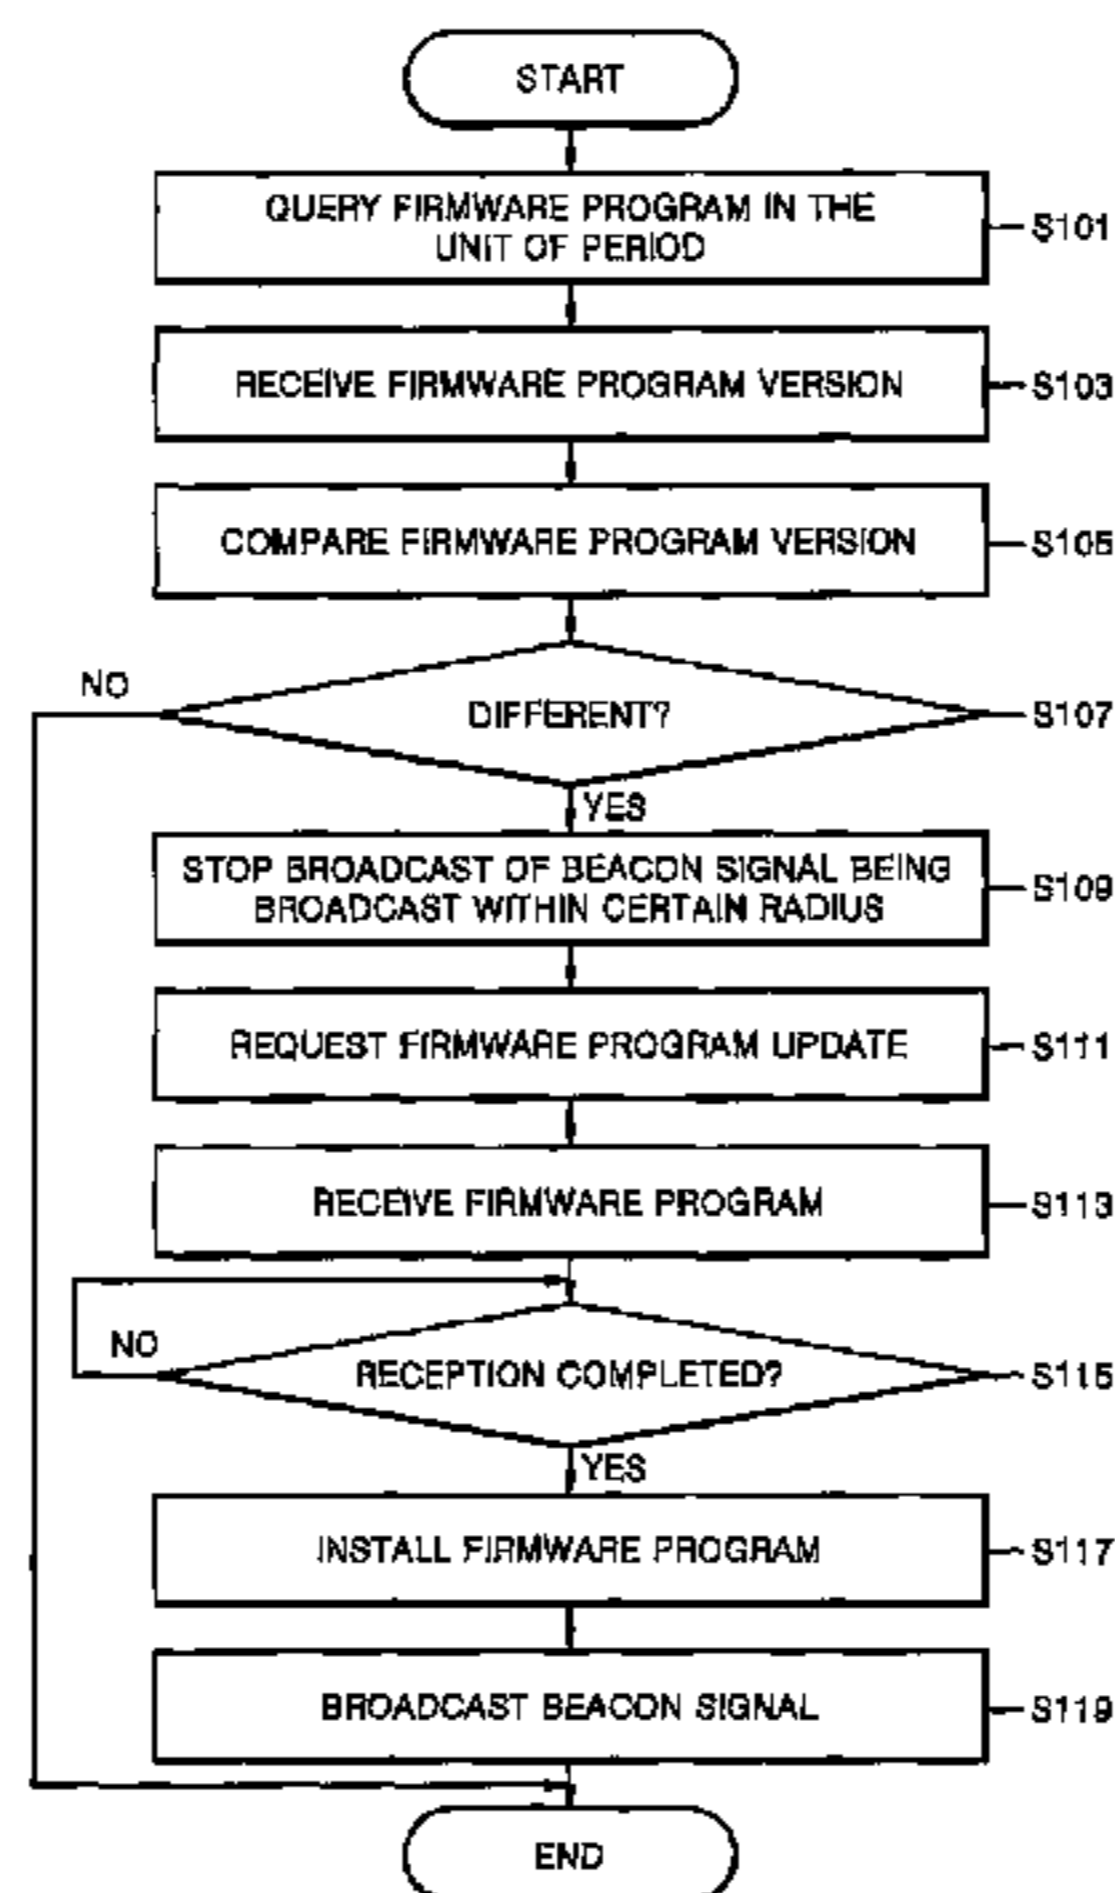 START
QUERY FIRMWARE PROGRAM IN THE
UNIT OF PERIOD
S101
RECEIVE FIRMWARE PROGRAM VERSION
S103
COMPARE FIRMWARE PROGRAM VERSION
S105
NO
DIFFERENT?
S107
YES
STOP BROADCAST OF BEACON SIGNAL BEING
BROADCAST WITHIN CERTAIN RADIUS
S109
REQUEST FIRMWARE PROGRAM UPDATE
S111
RECEIVE FIRMWARE PROGRAM
S113
NO
RECEPTION COMPLETED?
S115
YES
INSTALL FIRMWARE PROGRAM
S117
BROADCAST BEACON SIGNAL
S119
END